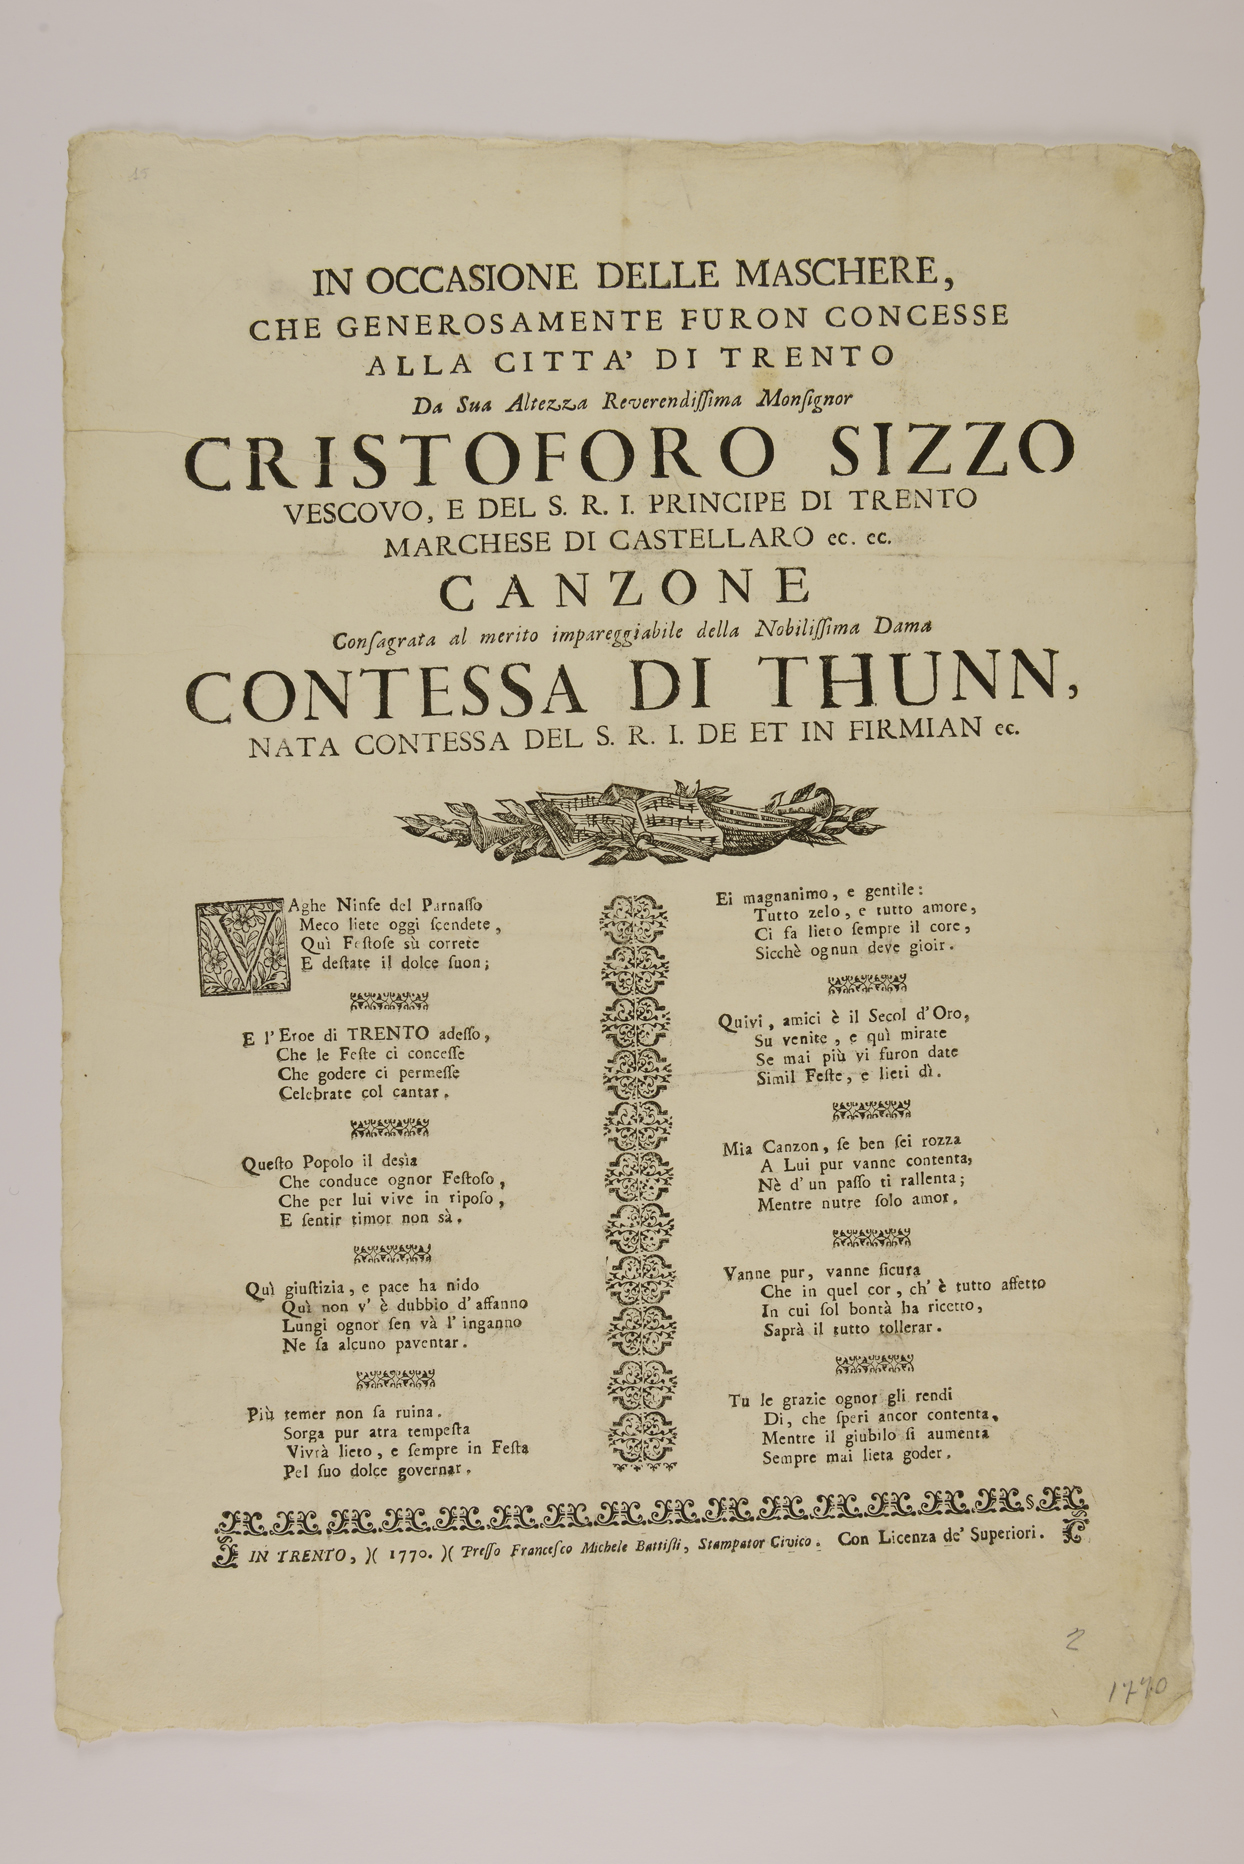 15
IN OCCASIONE DELLE MASCHERE,
CHE GENEROSAMENTE FURON CONCESSE
ALLA CITTA' DI TRENTO
Da Sua Altezza Reverendiſſima Monſignor
CRISTOFORO SIZZO
VESCOVO, E DEL S. R. I. PRINCIPE DI TRENTO
MARCHESE DI CASTELLARO ec. ec.
CANZONE
Conſagrata al merito impareggiabile della Nobiliſſima Dama
CONTESSA DI THUNN,
NATA CONTESSA DEL S. R. I. DE ET IN FIRMIAN ec.
VAghe Ninfe del Parnaſſo
Meco liete oggi ſcendete,
Quì Feſtoſe sù correte
E deſtate il dolce ſuon;
E l'Eroe di TRENTO adeſſo,
Che le Feſte ci conceſſe
Che godere ci permeſſe
Celebrate col cantar.
Queſto Popolo il desìa
Che conduce ognor Feſtoſo,
Che per lui vive in ripoſo,
E ſentir timor non sà.
Quì giuſtizia, e pace ha nido
Quì non v' è dubbio d'affanno
Lungi ognor ſen và l'inganno
Ne ſa alcuno paventar.
Più temer non ſa ruina.
Sorga pur atra tempeſta
Vivrà lieto, e ſempre in Feſta
Pel ſuo dolce governar.
Ei magnanimo, e gentile:
Tutto zelo, e tutto amore,
Ci fa lieto ſempre il core,
Sicchè ognun deve gioir.
Quivi, amici è il Secol d'Oro,
Su venite, e quì mirate
Se mai più vi furon date
Simil Feſte, e lieti dì.
Mia Canzon, ſe ben ſei rozza
A Lui pur vanne contenta,
Nè d'un paſſo ti rallenta;
Mentre nutre ſolo amor.
Vanne pur, vanne ſicura
Che in quel cor, ch' è tutto affetto
In cui ſol bontà ha ricetto,
Saprà il tutto tollerar.
Tu le grazie ognor gli rendi
Di, che ſperi ancor contenta,
Mentre il giubilo ſi aumenta
Sempre mai lieta goder.
IN TRENTO, )( 1770. )( Preſſo Franceſco Michele Battiſti, Stampator Civico. Con Licenza de' Superiori.
2
1770